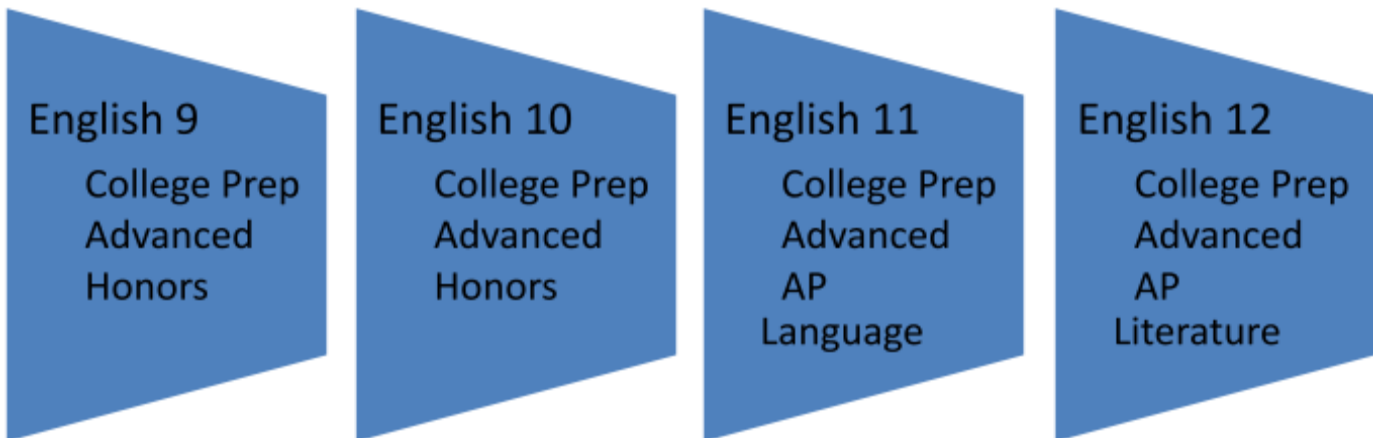 English 9
College Prep
Advanced
Honors
English 10
College Prep
Advanced
Honors
English 11
College Prep
Advanced
AP
Language
English 12
College Prep
Advanced
AP
Literature